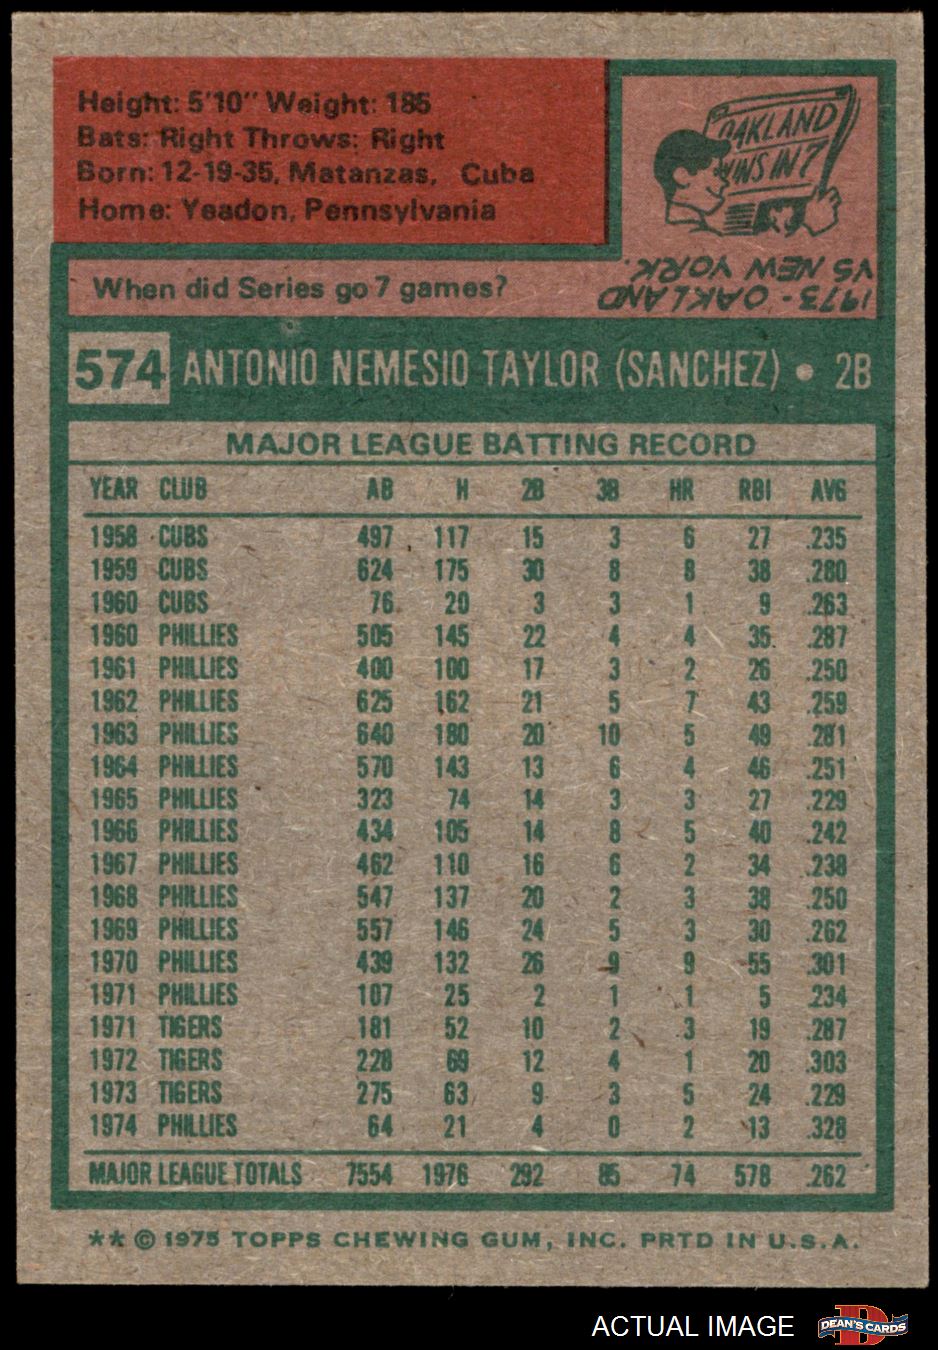 Height: 5'10" Weight: 185
Bats: Right Throws: Right
Born: 12-19-35, Matanzas, Cuba
Home: Yeadon, Pennsylvania
OAKLAND
WINS IN 7
When did Series go 7 games?
1973 - OAKLAND
VS NEW YORK.
574 ANTONIO NEMESIO TAYLOR (SANCHEZ) • 2B
MAJOR LEAGUE BATTING RECORD
YEAR CLUB AB H 2B 3B HR RBI AVG
1958 CUBS 497 117 15 3 6 27 .235
1959 CUBS 624 175 30 8 8 38 .280
1960 CUBS 76 20 3 3 1 9 .263
1960 PHILLIES 505 145 22 4 4 35 .287
1961 PHILLIES 400 100 17 3 2 26 .250
1962 PHILLIES 625 162 21 5 7 43 .259
1963 PHILLIES 640 180 20 10 5 49 .281
1964 PHILLIES 570 143 13 6 4 46 .251
1965 PHILLIES 323 74 14 3 3 27 .229
1966 PHILLIES 434 105 14 8 5 40 .242
1967 PHILLIES 462 110 16 6 2 34 .238
1968 PHILLIES 547 137 20 2 3 38 .250
1969 PHILLIES 557 146 24 5 3 30 .262
1970 PHILLIES 439 132 26 9 9 55 .301
1971 PHILLIES 107 25 2 1 1 5 .234
1971 TIGERS 181 52 10 2 3 19 .287
1972 TIGERS 228 69 12 4 1 20 .303
1973 TIGERS 275 63 9 3 5 24 .229
1974 PHILLIES 64 21 4 0 2 13 .328
MAJOR LEAGUE TOTALS 7554 1976 292 85 74 578 .262
** © 1975 TOPPS CHEWING GUM, INC. PRTD IN U.S.A.
ACTUAL IMAGE
DEAN'S CARDS